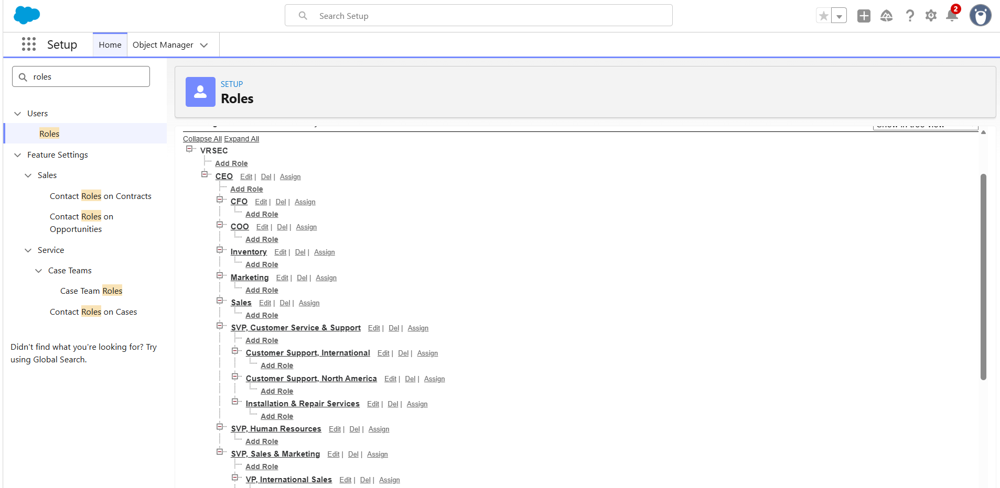 Search Setup
2
Setup
Home
Object Manager
roles
SETUP
Roles
Users
Roles
Feature Settings
Sales
Contact Roles on Contracts
Contact Roles on
Opportunities
Service
Case Teams
Case Team Roles
Contact Roles on Cases
Didn't find what you're looking for? Try
using Global Search.
Show in tree view
Collapse All Expand All
VRSEC
Add Role
CEO Edit | Del | Assign
Add Role
CFO Edit | Del | Assign
Add Role
COO Edit | Del | Assign
Add Role
Inventory Edit | Del | Assign
Add Role
Marketing Edit | Del | Assign
Add Role
Sales Edit | Del | Assign
Add Role
SVP, Customer Service & Support Edit | Del | Assign
Add Role
Customer Support, International Edit | Del | Assign
Add Role
Customer Support, North America Edit | Del | Assign
Add Role
Installation & Repair Services Edit | Del | Assign
Add Role
SVP, Human Resources Edit | Del | Assign
Add Role
SVP, Sales & Marketing Edit | Del | Assign
Add Role
VP, International Sales Edit | Del | Assign